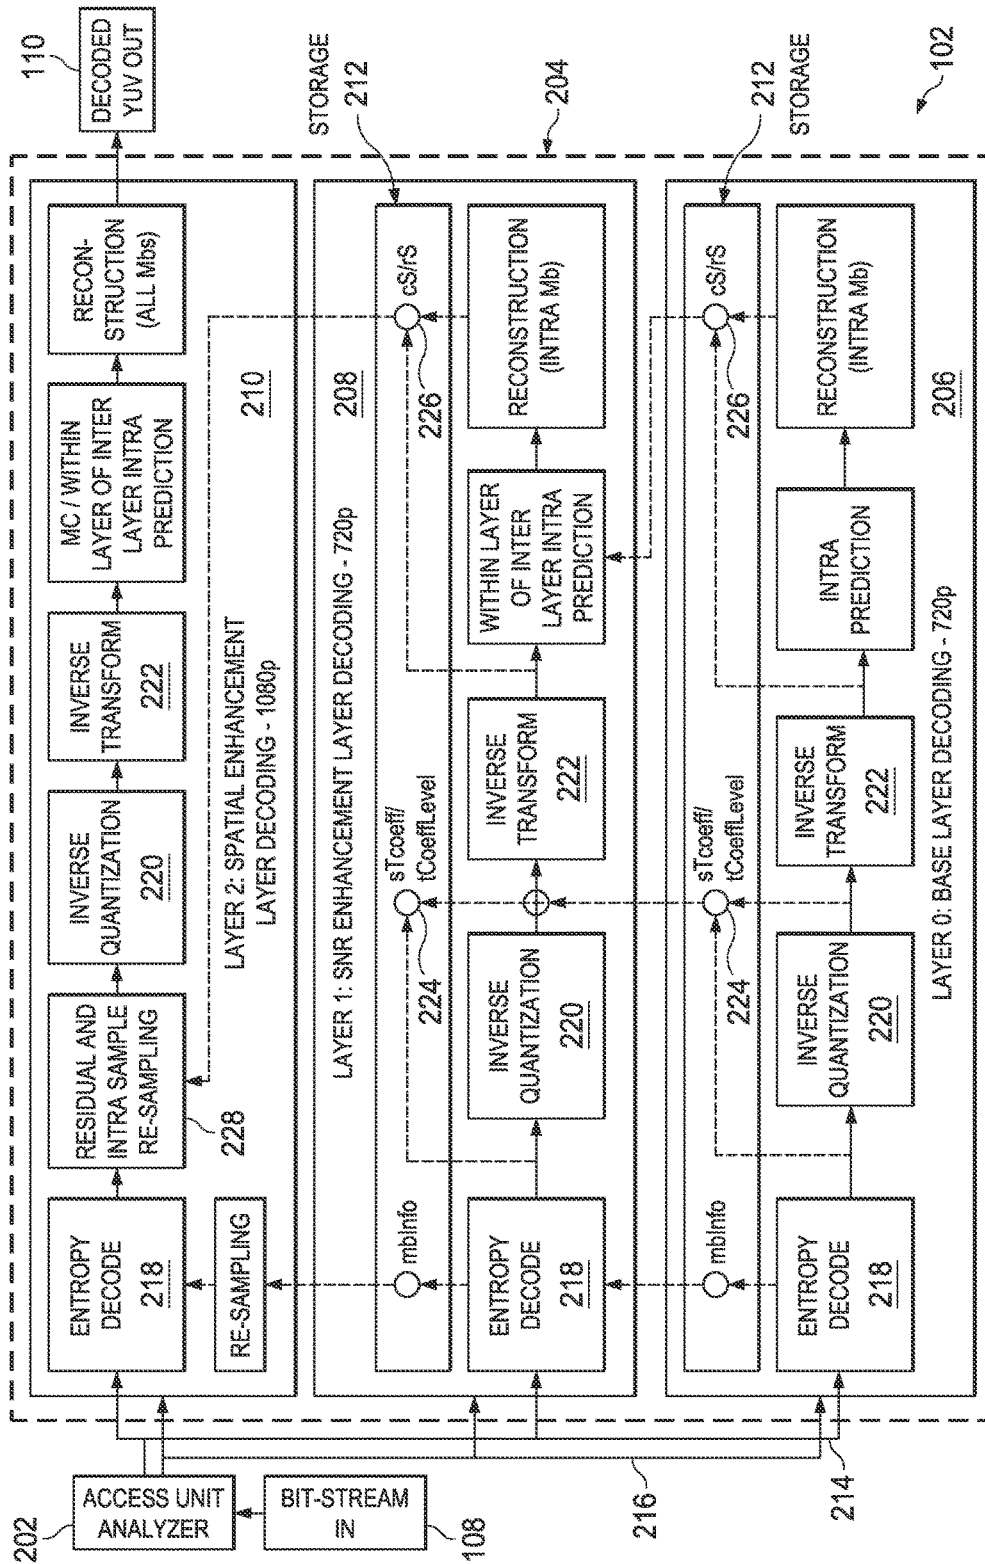 202
ACCESS UNIT
ANALYZER
BIT-STREAM
IN
108
216
214
ENTROPY
DECODE
218
RE-SAMPLING
RESIDUAL AND
INTRA SAMPLE
RE-SAMPLING
228
INVERSE
QUANTIZATION
220
INVERSE
TRANSFORM
222
MC / WITHIN
LAYER OF INTER
LAYER INTRA
PREDICTION
RECON-
STRUCTION
(ALL Mbs)
DECODED
YUV OUT
110
LAYER 2: SPATIAL ENHANCEMENT
LAYER DECODING - 1080p
210
LAYER 1: SNR ENHANCEMENT LAYER DECODING - 720p
208
STORAGE
212
204
mbInfo
224
sTcoeff/
tCoeffLevel
226
cS/rS
ENTROPY
DECODE
218
INVERSE
QUANTIZATION
220
INVERSE
TRANSFORM
222
WITHIN LAYER
OF INTER
LAYER INTRA
PREDICTION
RECONSTRUCTION
(INTRA Mb)
212
STORAGE
mbInfo
224
sTcoeff/
tCoeffLevel
226
cS/rS
ENTROPY
DECODE
218
INVERSE
QUANTIZATION
220
INVERSE
TRANSFORM
222
INTRA
PREDICTION
RECONSTRUCTION
(INTRA Mb)
LAYER 0: BASE LAYER DECODING - 720p
206
102